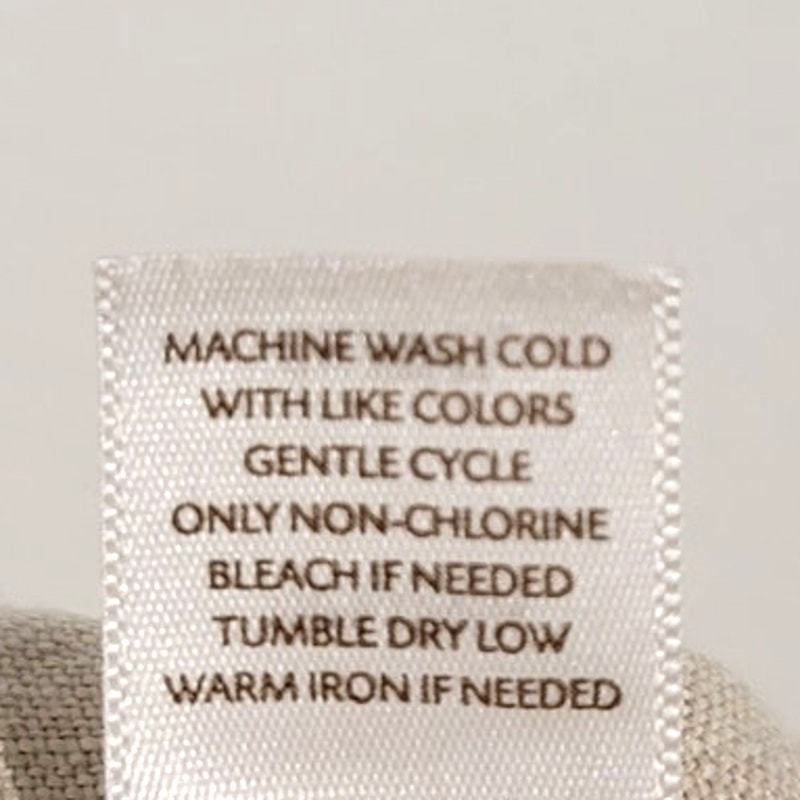 MACHINE WASH COLD
WITH LIKE COLORS
GENTLE CYCLE
ONLY NON-CHLORINE
BLEACH IF NEEDED
TUMBLE DRY LOW
WARM IRON IF NEEDED